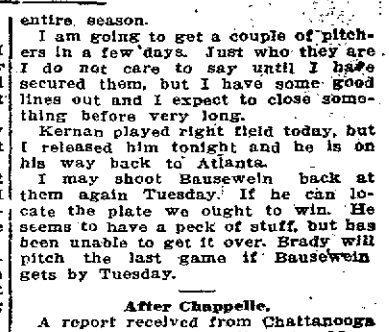 entire season.
I am going to get a couple of pitch-
ers in a few days. Just who they are
I do not care to say until I have
secured them, but I have some good
lines out and I expect to close some-
thing before very long.
Kernan played right field today, but
I released him tonight and he is on
his way back to Atlanta.
I may shoot Bausewein back at
them again Tuesday. If he can lo-
cate the plate we ought to win. He
seems to have a peck of stuff, but has
been unable to get it over. Brady will
pitch the last game if Bausewein
gets by Tuesday.
After Chappelle.
A report received from Chattanooga